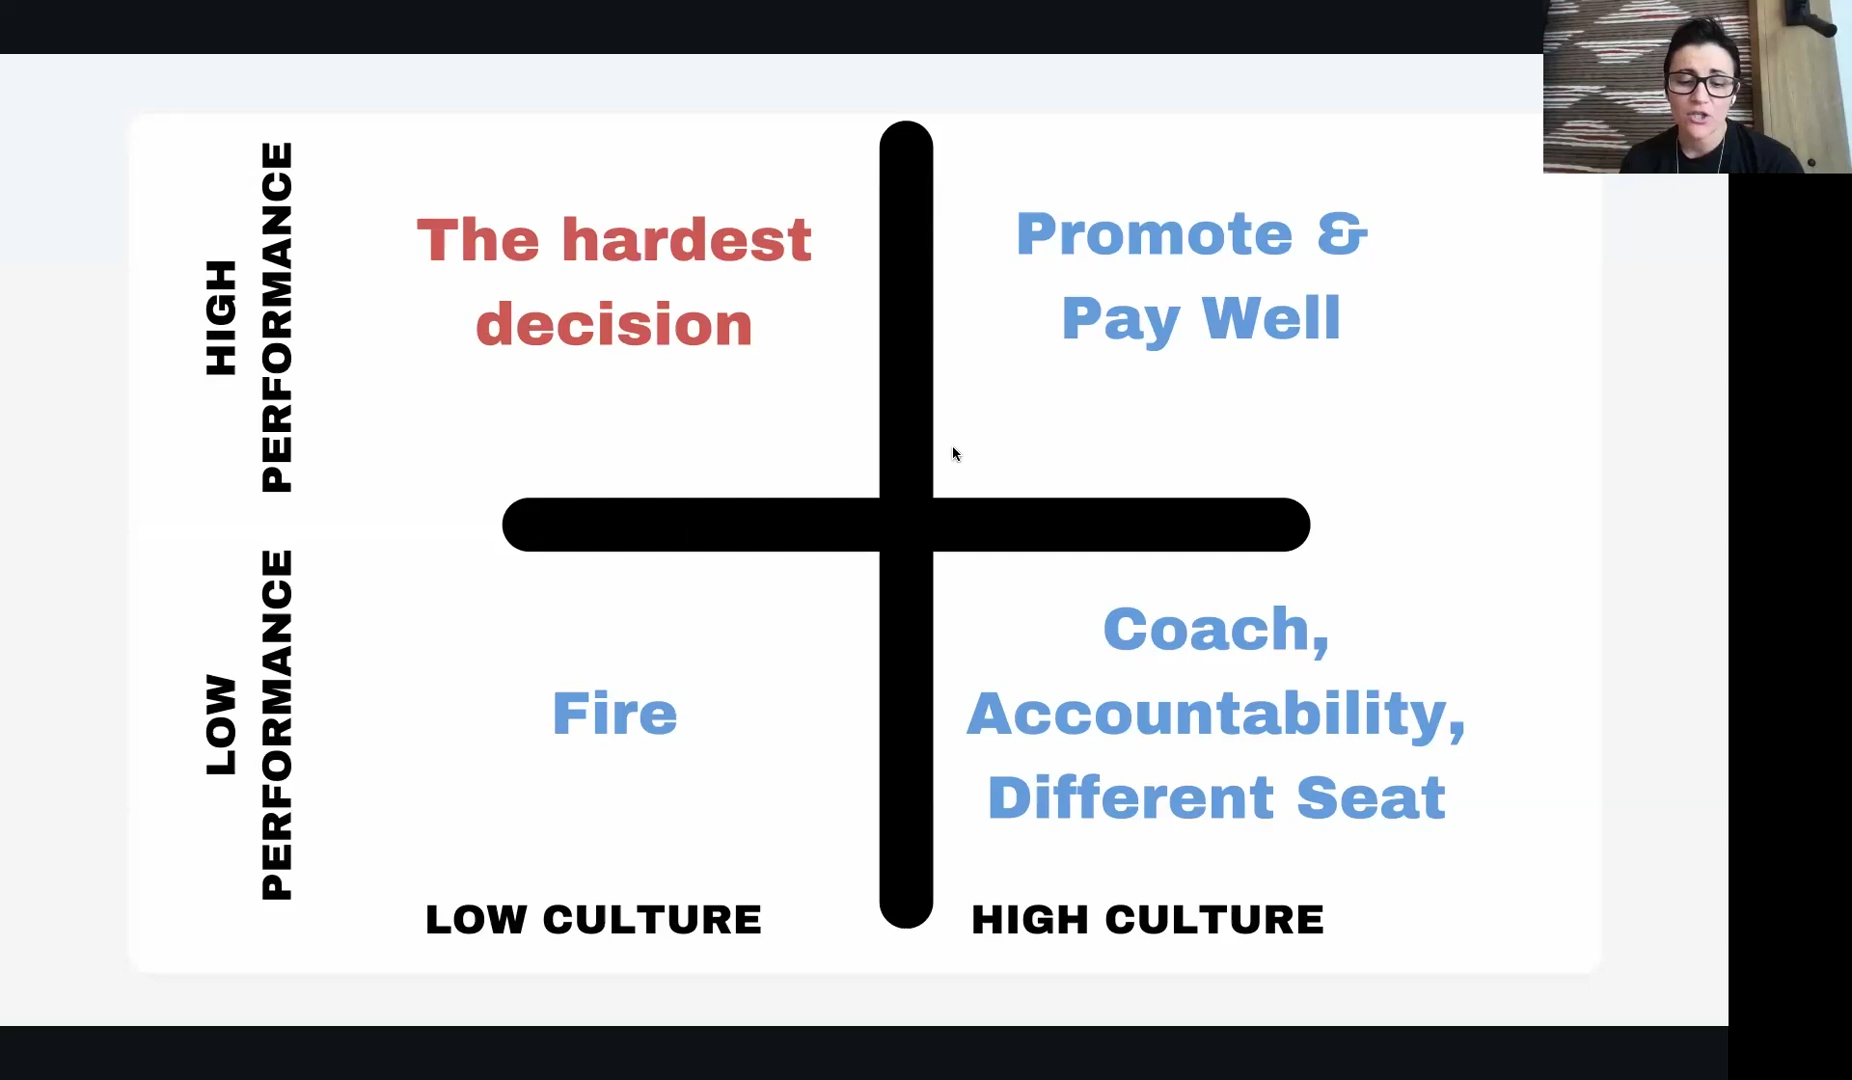 HIGH
PERFORMANCE
The hardest
decision
Promote &
Pay Well
LOW
PERFORMANCE
Fire
Coach,
Accountability,
Different Seat
LOW CULTURE
HIGH CULTURE